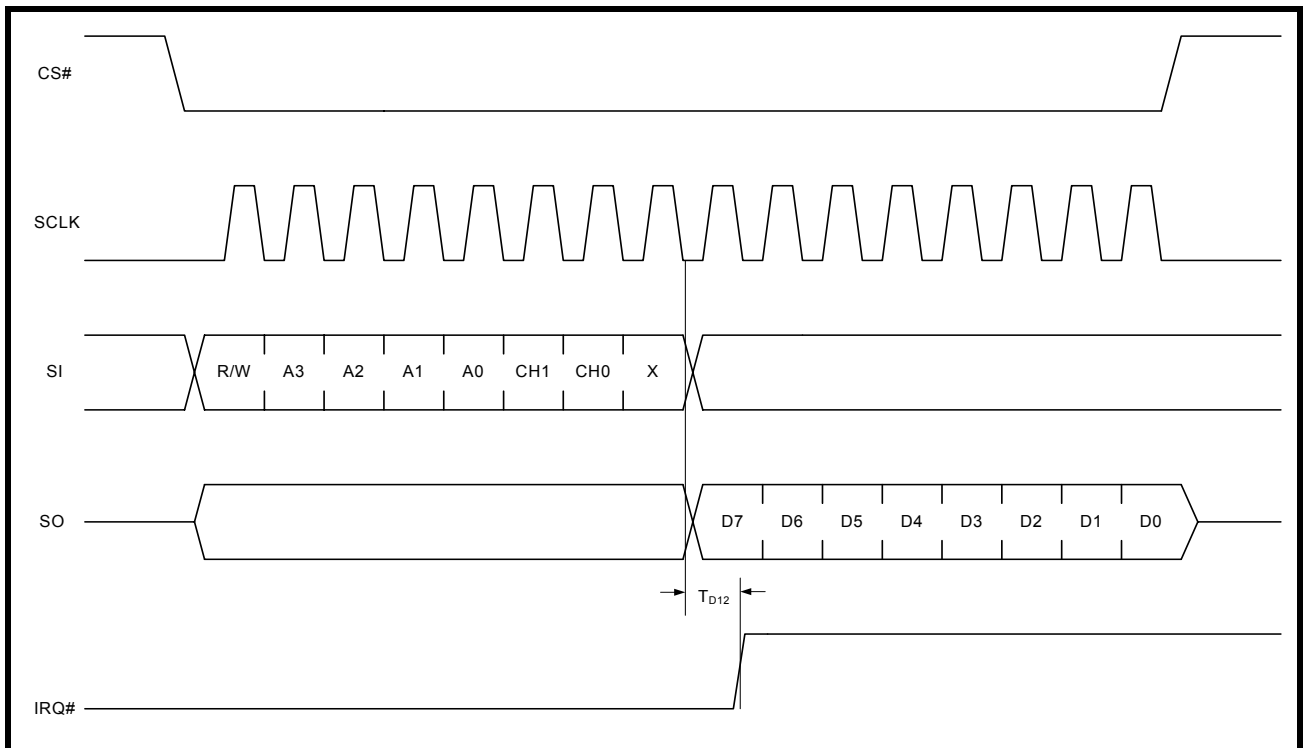 CS#
SCLK
SI
R/W A3 A2 A1 A0 CH1 CH0 X
SO
D7 D6 D5 D4 D3 D2 D1 D0
TD12
IRQ#